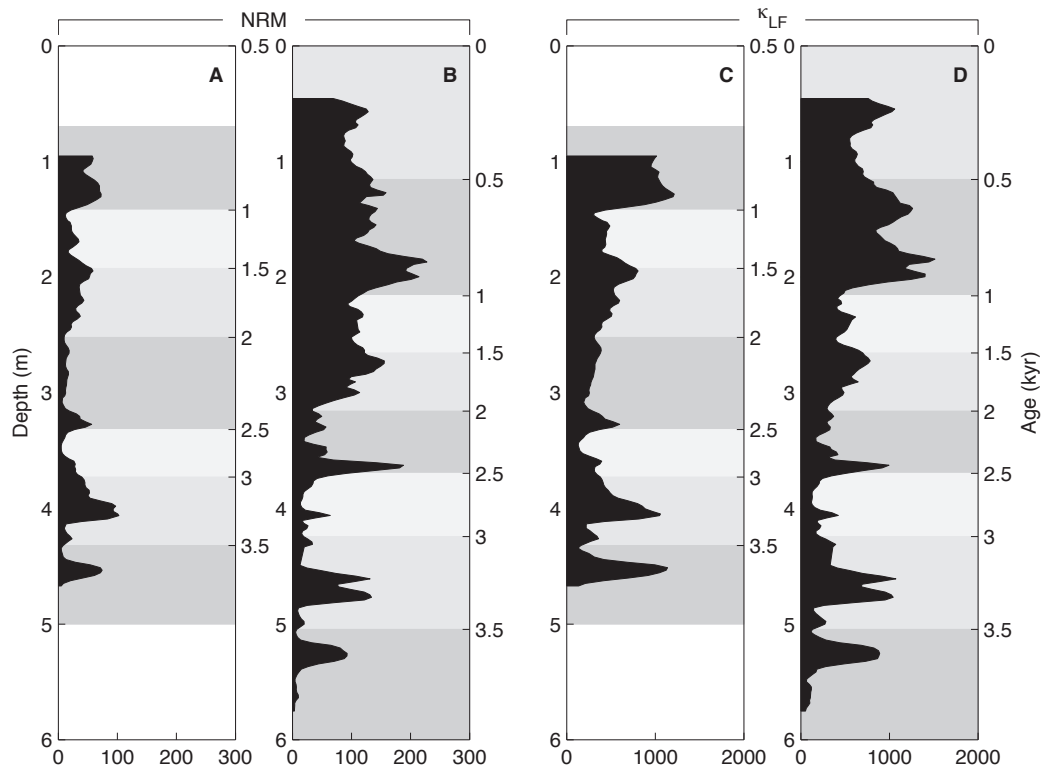 NRM κLF
0 0.5 0 0 0 0.5 0 0
A B C D
1 1 0.5 1 1 0.5
1 1
1.5 1.5
2 2 2 2
1 1
1.5 1.5
2 2
3 3 3 3
2 2
2.5 2.5
2.5 2.5
3 3
4 4 4 4
3 3
3.5 3.5
5 5 3.5 5 5 3.5
6 6 6 6
0 100 200 300 0 100 200 300 0 1000 2000 0 1000 2000
Depth (m)
Age (kyr)